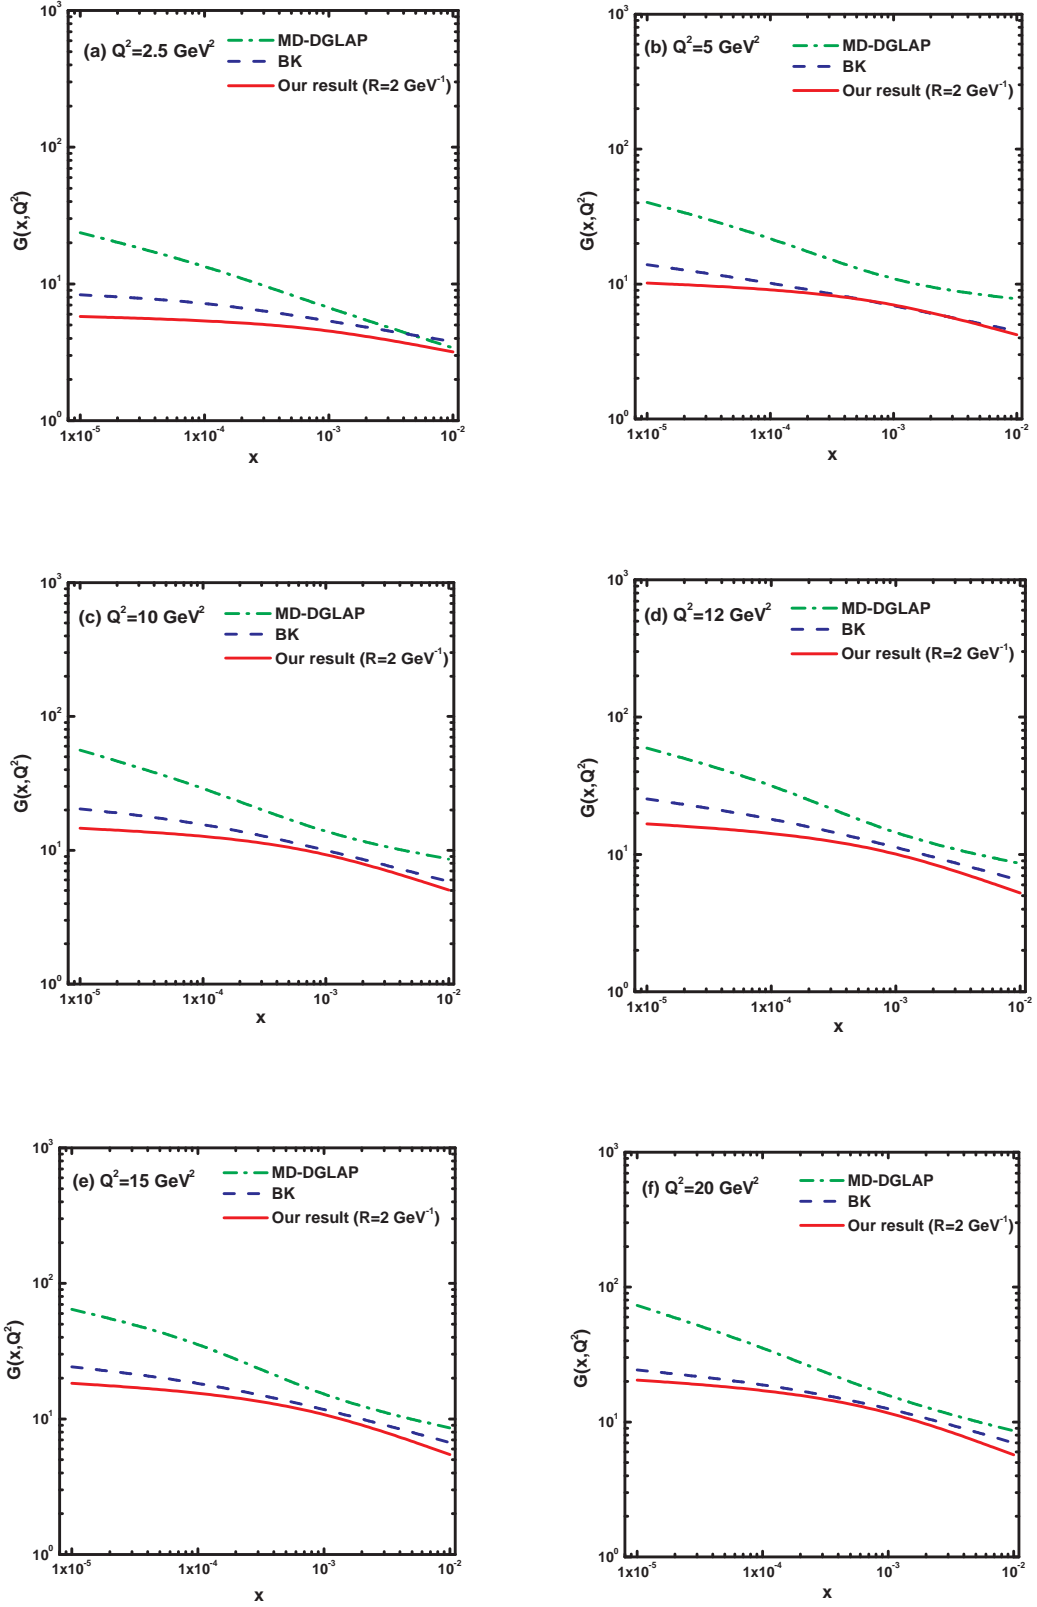 (a) Q²=2.5 GeV²
MD-DGLAP
BK
Our result (R=2 GeV⁻¹)
10³
10²
10¹
10⁰
G(x,Q²)
1x10⁻⁵ 1x10⁻⁴ 10⁻³ 10⁻²
x
(b) Q²=5 GeV²
MD-DGLAP
BK
Our result (R=2 GeV⁻¹)
10³
10²
10¹
10⁰
G(x,Q²)
1x10⁻⁵ 1x10⁻⁴ 10⁻³ 10⁻²
x
(c) Q²=10 GeV²
MD-DGLAP
BK
Our result (R=2 GeV⁻¹)
10³
10²
10¹
10⁰
G(x,Q²)
1x10⁻⁵ 1x10⁻⁴ 10⁻³ 10⁻²
x
(d) Q²=12 GeV²
MD-DGLAP
BK
Our result (R=2 GeV⁻¹)
10³
10²
10¹
10⁰
G(x,Q²)
1x10⁻⁵ 1x10⁻⁴ 10⁻³ 10⁻²
x
(e) Q²=15 GeV²
MD-DGLAP
BK
Our result (R=2 GeV⁻¹)
10³
10²
10¹
10⁰
G(x,Q²)
1x10⁻⁵ 1x10⁻⁴ 10⁻³ 10⁻²
x
(f) Q²=20 GeV²
MD-DGLAP
BK
Our result (R=2 GeV⁻¹)
10³
10²
10¹
10⁰
G(x,Q²)
1x10⁻⁵ 1x10⁻⁴ 10⁻³ 10⁻²
x